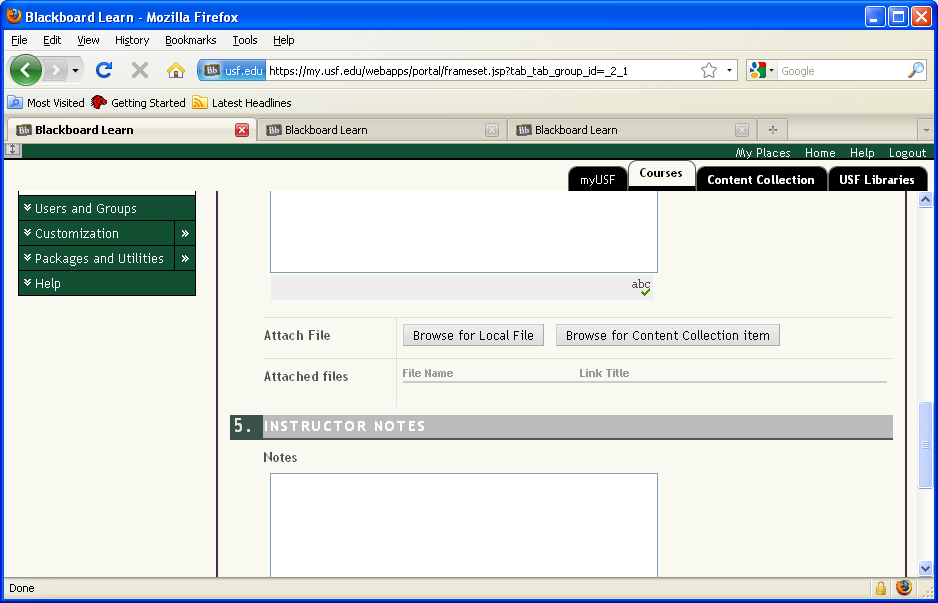 Blackboard Learn - Mozilla Firefox
File Edit View History Bookmarks Tools Help
Bb usf.edu https://my.usf.edu/webapps/portal/frameset.jsp?tab_tab_group_id=_2_1 Google
Most Visited Getting Started Latest Headlines
Bb Blackboard Learn Bb Blackboard Learn Bb Blackboard Learn
My Places Home Help Logout
myUSF Courses Content Collection USF Libraries
Users and Groups
Customization
Packages and Utilities
Help
abc
Attach File Browse for Local File Browse for Content Collection item
Attached files File Name Link Title
5. INSTRUCTOR NOTES
Notes
Done